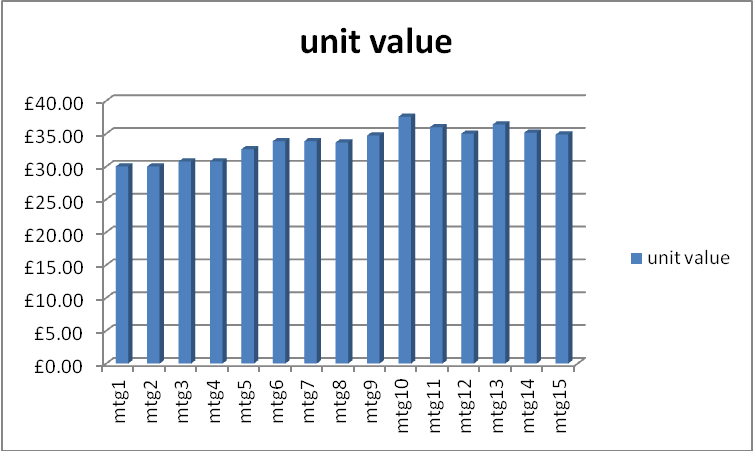 unit value
£40.00
£35.00
£30.00
£25.00
£20.00
£15.00
£10.00
£5.00
£0.00
mtg1
mtg2
mtg3
mtg4
mtg5
mtg6
mtg7
mtg8
mtg9
mtg10
mtg11
mtg12
mtg13
mtg14
mtg15
unit value